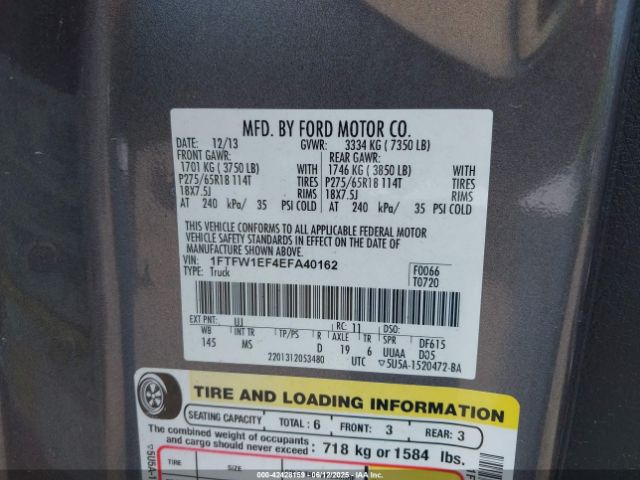 MFD. BY FORD MOTOR CO.
DATE: 12/13 GVWR: 3334 KG ( 7350 LB)
FRONT GAWR: REAR GAWR:
1701 KG ( 3750 LB) WITH 1746 KG ( 3850 LB) WITH
P275/65R18 114T TIRES P275/65R18 114T TIRES
18X7.5J RIMS 18X7.5J RIMS
AT 240 kPa/ 35 PSI COLD AT 240 kPa/ 35 PSI COLD
THIS VEHICLE CONFORMS TO ALL APPLICABLE FEDERAL MOTOR
VEHICLE SAFETY STANDARDS IN EFFECT ON THE DATE OF
MANUFACTURE SHOWN ABOVE.
VIN: 1FTFW1EF4EFA40162
TYPE: Truck
F0066
T0720
EXT PNT: UJ RC: 11 DSO:
WB INT TR TP/PS R AXLE TR SPR DF615
145 MS D 19 6 UUAA D05
2201312053480 UTC ▽5U5A-1520472-BA
TIRE AND LOADING INFORMATION
SEATING CAPACITY TOTAL : 6 FRONT: 3 REAR: 3
The combined weight of occupants
and cargo should never exceed : 718 kg or 1584 lbs.
TIRE SIZE
▽5U5A-1
00-42428159 - 06/12/2025 - IAA Inc.